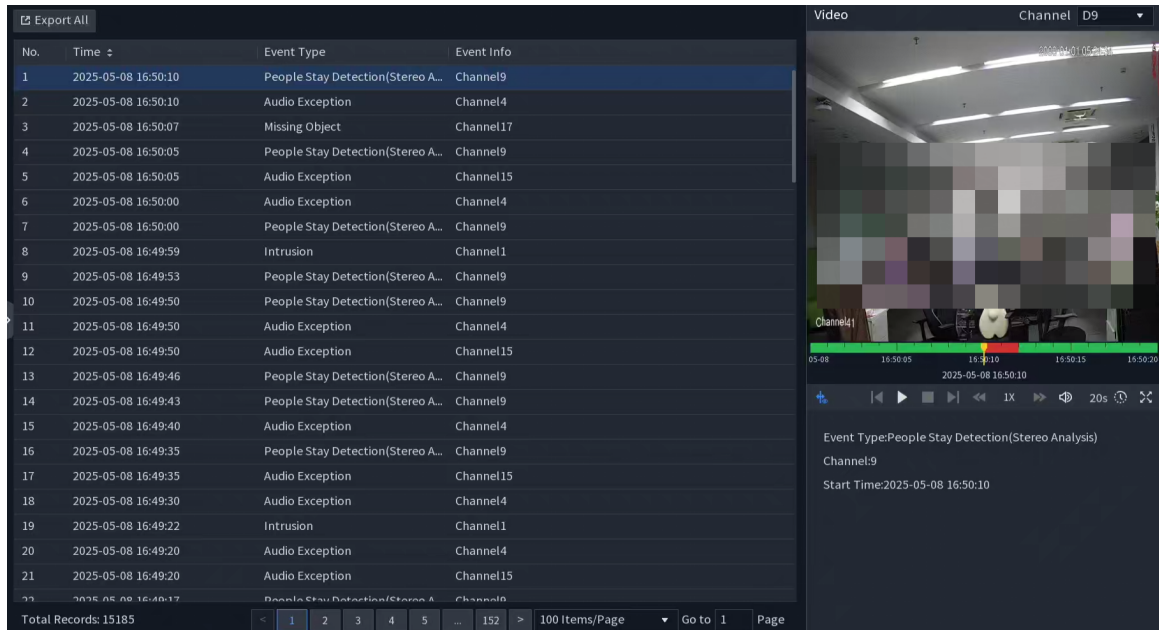 Export All
No. Time Event Type Event Info
1 2025-05-08 16:50:10 People Stay Detection(Stereo A... Channel9
2 2025-05-08 16:50:10 Audio Exception Channel4
3 2025-05-08 16:50:07 Missing Object Channel17
4 2025-05-08 16:50:05 People Stay Detection(Stereo A... Channel9
5 2025-05-08 16:50:05 Audio Exception Channel15
6 2025-05-08 16:50:00 Audio Exception Channel4
7 2025-05-08 16:50:00 People Stay Detection(Stereo A... Channel9
8 2025-05-08 16:49:59 Intrusion Channel1
9 2025-05-08 16:49:53 People Stay Detection(Stereo A... Channel9
10 2025-05-08 16:49:50 People Stay Detection(Stereo A... Channel9
11 2025-05-08 16:49:50 Audio Exception Channel4
12 2025-05-08 16:49:50 Audio Exception Channel15
13 2025-05-08 16:49:46 People Stay Detection(Stereo A... Channel9
14 2025-05-08 16:49:43 People Stay Detection(Stereo A... Channel9
15 2025-05-08 16:49:40 Audio Exception Channel4
16 2025-05-08 16:49:35 People Stay Detection(Stereo A... Channel9
17 2025-05-08 16:49:35 Audio Exception Channel15
18 2025-05-08 16:49:30 Audio Exception Channel4
19 2025-05-08 16:49:22 Intrusion Channel1
20 2025-05-08 16:49:20 Audio Exception Channel4
21 2025-05-08 16:49:20 Audio Exception Channel15
22 2025-05-08 16:49:17 People Stay Detection(Stereo A... Channel9
Total Records: 15185 < 1 2 3 4 5 ... 152 > 100 Items/Page Go to 1 Page
Video Channel D9
Channel41
05-08 16:50:05 16:50:10 16:50:15 16:50:20
2025-05-08 16:50:10
1X 20s
Event Type:People Stay Detection(Stereo Analysis)
Channel:9
Start Time:2025-05-08 16:50:10